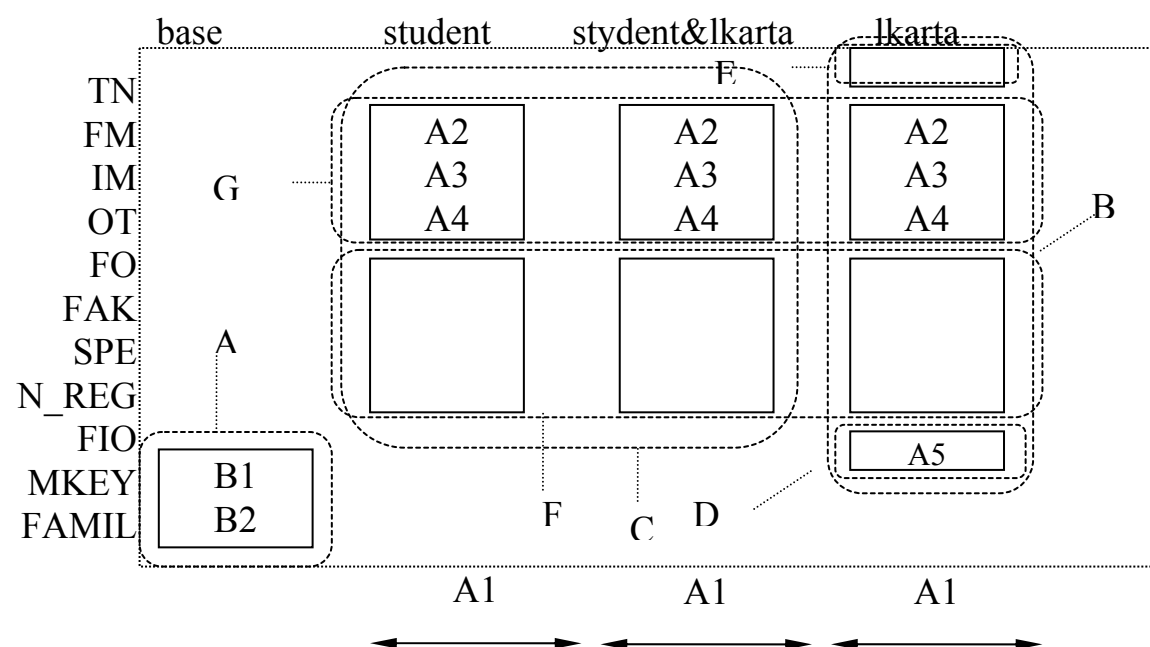 base student stydent&lkarta lkarta
E
TN
FM A2 A2 A2
IM G A3 A3 A3
OT A4 A4 A4 B
FO
FAK
SPE A
N_REG
FIO A5
MKEY B1
FAMIL B2 F C D
A1 A1 A1